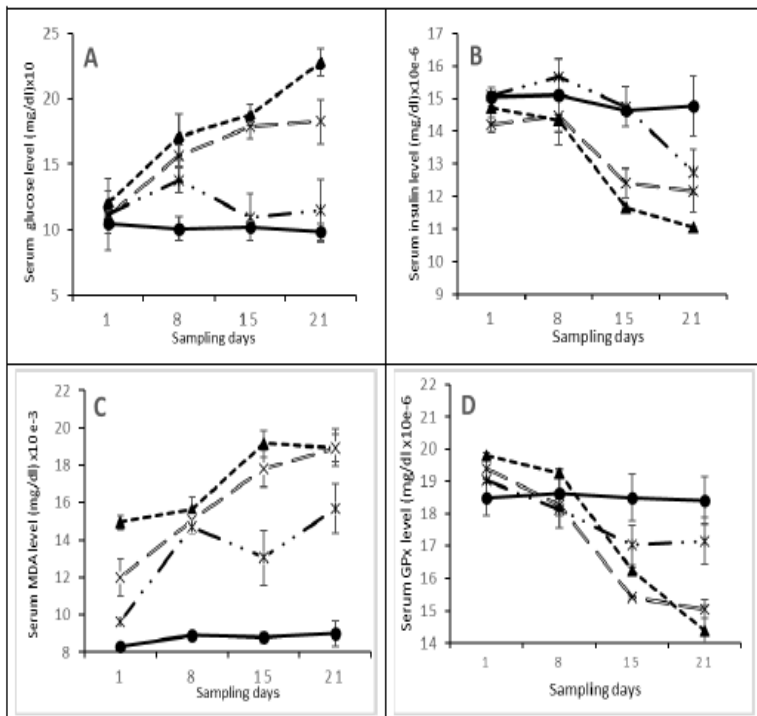 A
Serum glucose level (mg/dl)x10
25
20
15
10
5
1 8 15 21
Sampling days
B
Serum insulin level (mg/dl)x10e-6
17
16
15
14
13
12
11
9
1 8 15 21
Sampling days
C
Serum MDA level (mg/dl) x10 e-3
22
20
18
16
14
12
10
8
1 8 15 21
Sampling days
D
Serum GPx level (mg/dl x10e-6
22
21
20
19
18
17
16
15
14
1 8 15 21
Sampling days